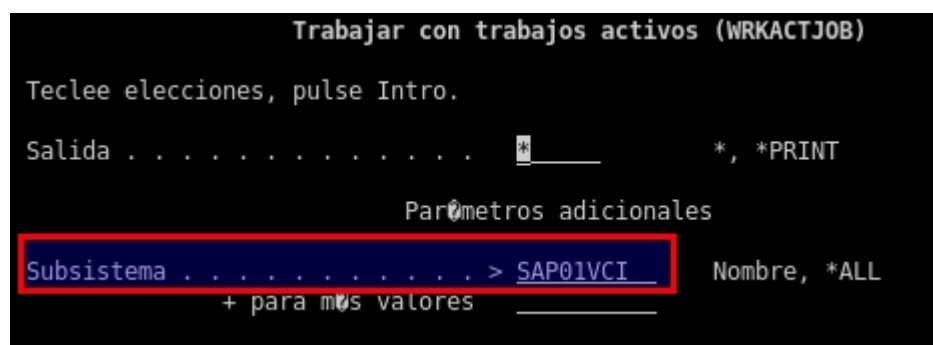 Trabajar con trabajos activos (WRKACTJOB)
Teclee elecciones, pulse Intro.
Salida . . . . . . . . . . . . . * *, *PRINT
Par�metros adicionales
Subsistema . . . . . . . . . . . > SAP01VCI Nombre, *ALL
+ para m�s valores